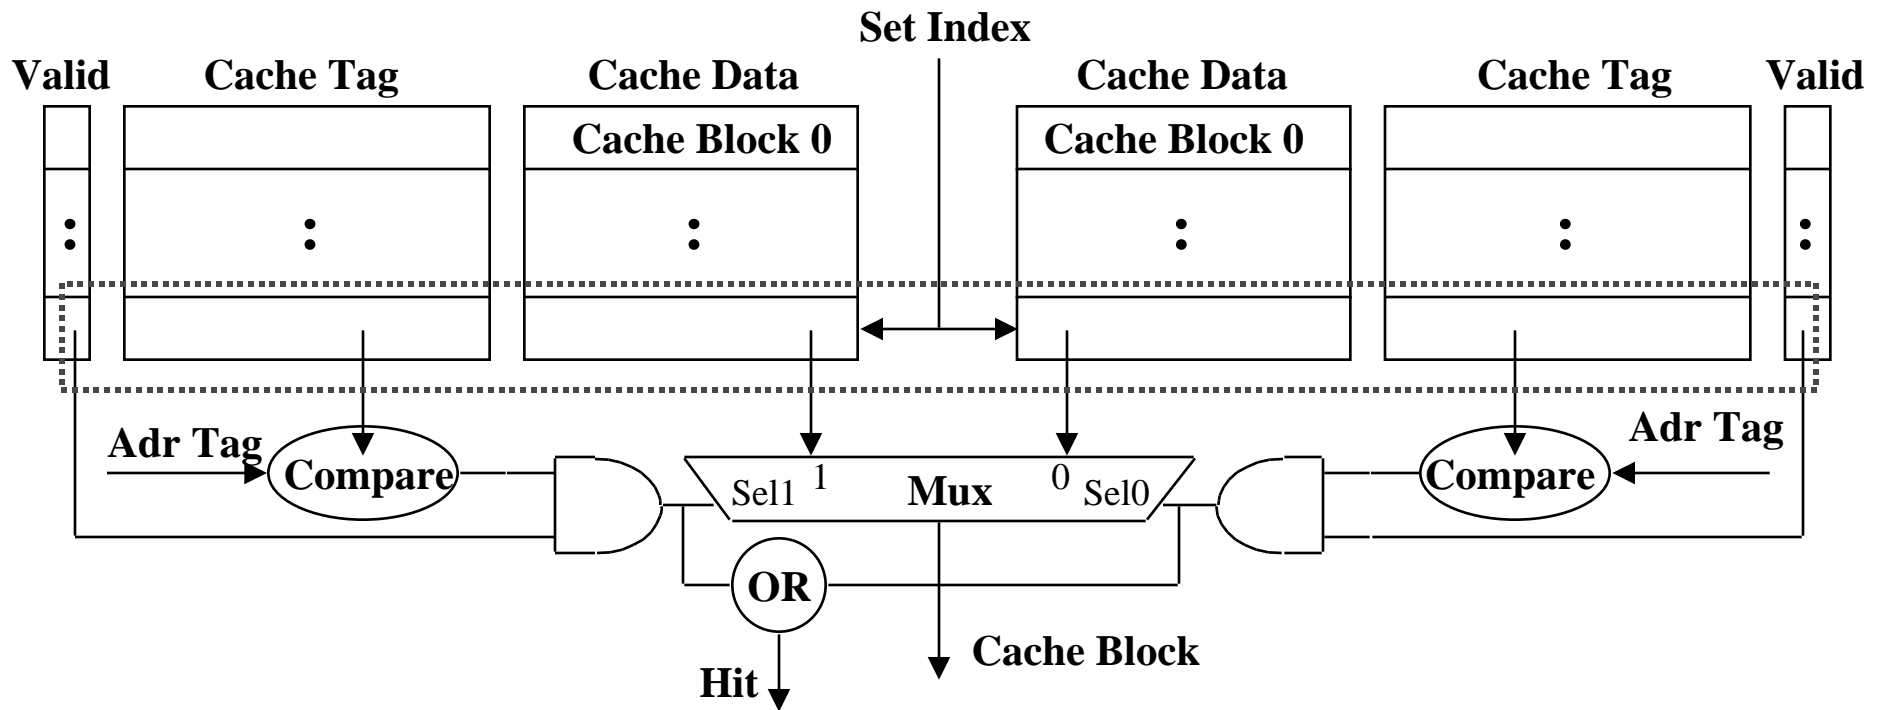 Set Index
Valid Cache Tag Cache Data Cache Data Cache Tag Valid
Cache Block 0 Cache Block 0
Adr Tag Adr Tag
Compare Sel1 1 Mux 0 Sel0 Compare
OR
Cache Block
Hit